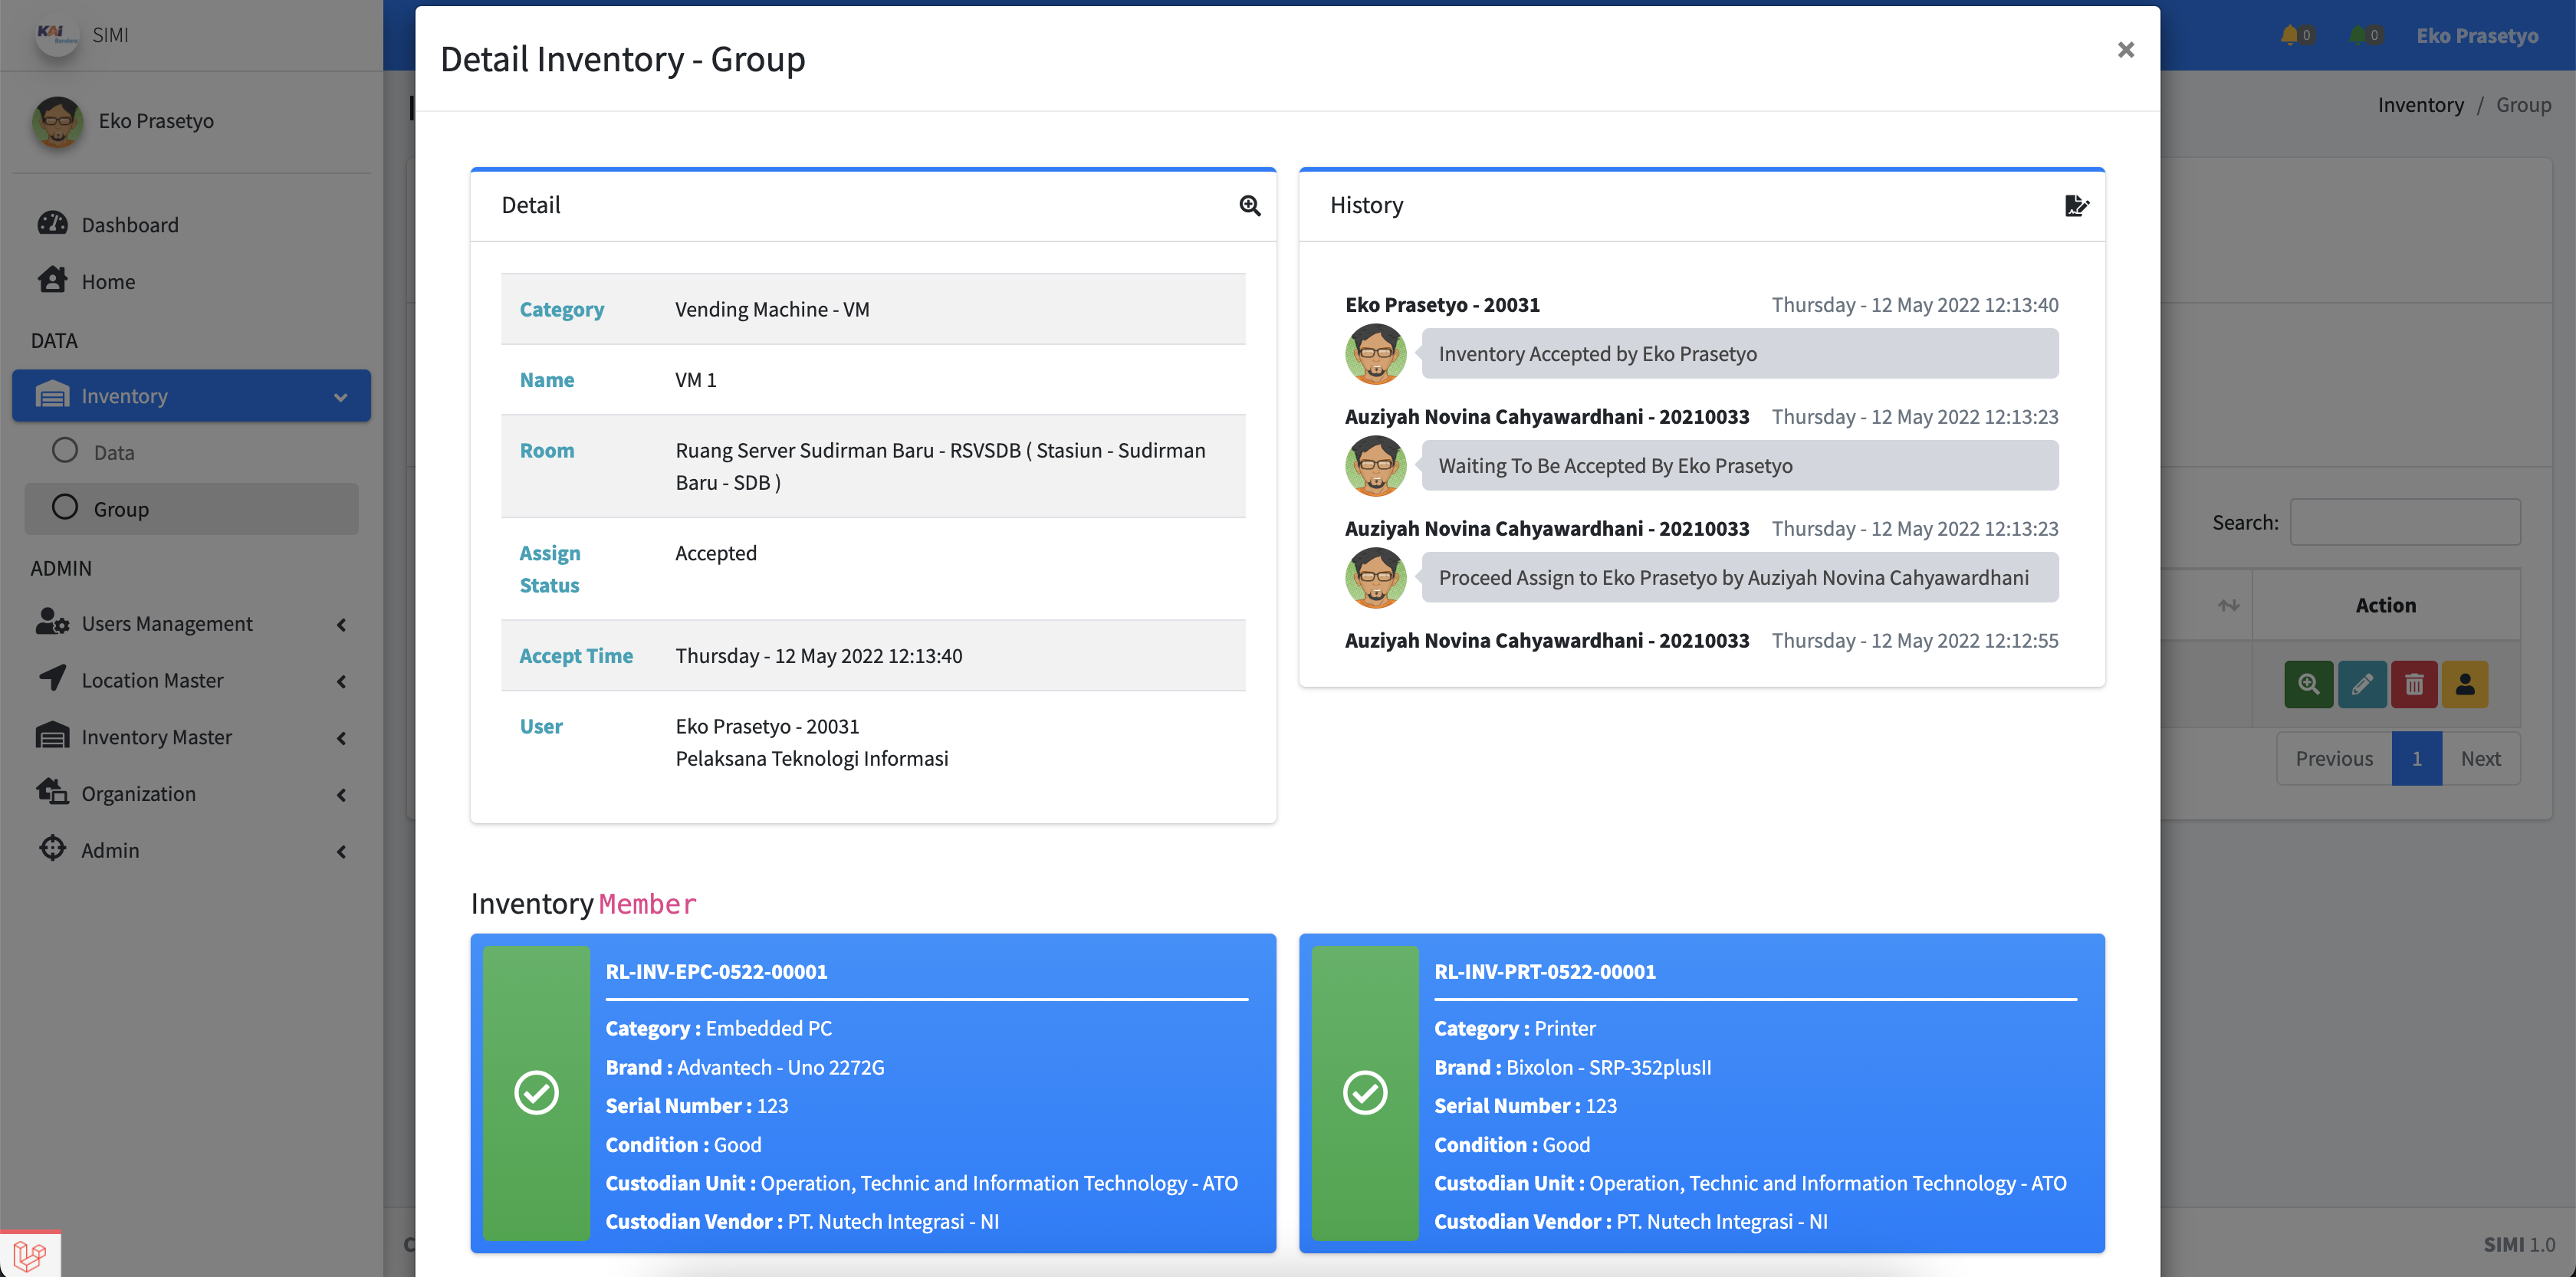 KAI
SIMI
Eko Prasetyo
Dashboard
Home
DATA
Inventory
Data
Group
ADMIN
Users Management
Location Master
Inventory Master
Organization
Admin
0
0
Eko Prasetyo
Inventory / Group
Search:
Action
Previous 1 Next
SIMI 1.0
Detail Inventory - Group
×
Detail
Category Vending Machine - VM
Name VM 1
Room Ruang Server Sudirman Baru - RSVSDB ( Stasiun - Sudirman
Baru - SDB )
Assign Accepted
Status
Accept Time Thursday - 12 May 2022 12:13:40
User Eko Prasetyo - 20031
Pelaksana Teknologi Informasi
History
Eko Prasetyo - 20031 Thursday - 12 May 2022 12:13:40
Inventory Accepted by Eko Prasetyo
Auziyah Novina Cahyawardhani - 20210033 Thursday - 12 May 2022 12:13:23
Waiting To Be Accepted By Eko Prasetyo
Auziyah Novina Cahyawardhani - 20210033 Thursday - 12 May 2022 12:13:23
Proceed Assign to Eko Prasetyo by Auziyah Novina Cahyawardhani
Auziyah Novina Cahyawardhani - 20210033 Thursday - 12 May 2022 12:12:55
Inventory Member
RL-INV-EPC-0522-00001
Category : Embedded PC
Brand : Advantech - Uno 2272G
Serial Number : 123
Condition : Good
Custodian Unit : Operation, Technic and Information Technology - ATO
Custodian Vendor : PT. Nutech Integrasi - NI
RL-INV-PRT-0522-00001
Category : Printer
Brand : Bixolon - SRP-352plusII
Serial Number : 123
Condition : Good
Custodian Unit : Operation, Technic and Information Technology - ATO
Custodian Vendor : PT. Nutech Integrasi - NI